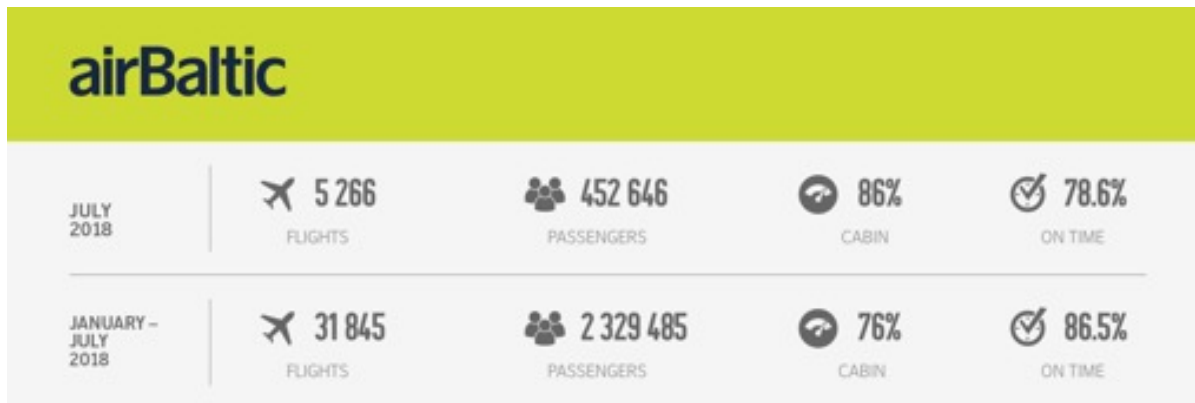 airBaltic
JULY
2018
5 266
FLIGHTS
452 646
PASSENGERS
86%
CABIN
78.6%
ON TIME
JANUARY –
JULY
2018
31 845
FLIGHTS
2 329 485
PASSENGERS
76%
CABIN
86.5%
ON TIME